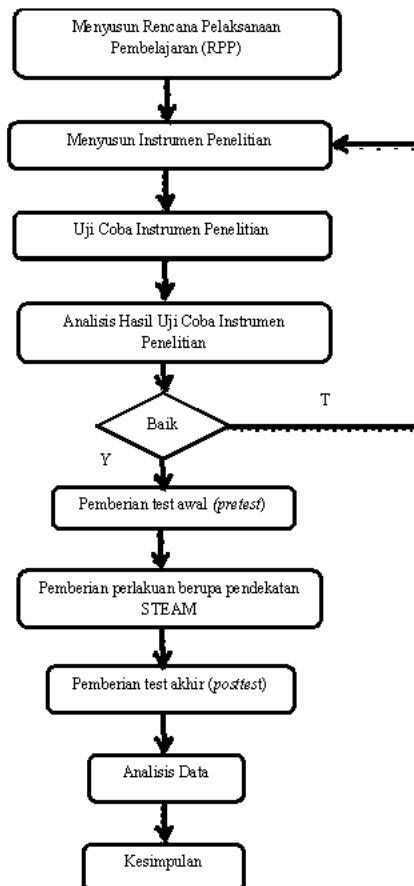 Menyusun Rencana Pelaksanaan
Pembelajaran (RPP)
Menyusun Instrumen Penelitian
Uji Coba Instrumen Penelitian
Analisis Hasil Uji Coba Instrumen
Penelitian
Baik
T
Y
Pemberian test awal (pretest)
Pemberian perlakuan berupa pendekatan
STEAM
Pemberian test akhir (posttest)
Analisis Data
Kesimpulan